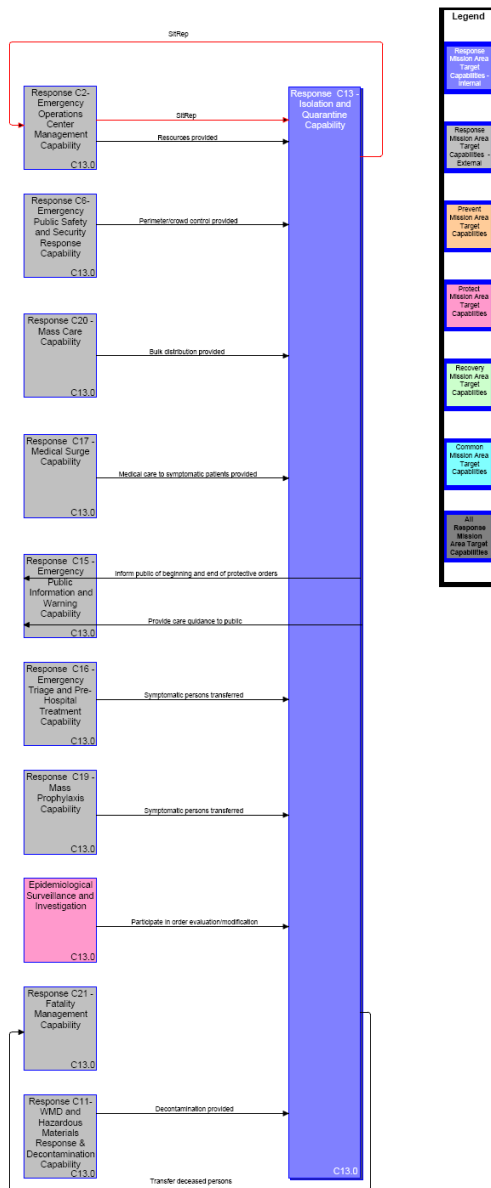 SitRep
Response C2-
Emergency
Operations
Center
Management
Capability
C13.0
SitRep
Resources provided
Response C13 -
Isolation and
Quarantine
Capability
C13.0
Response C6-
Emergency
Public Safety
and Security
Response
Capability
C13.0
Perimeter/crowd control provided
Response C20 -
Mass Care
Capability
C13.0
Bulk distribution provided
Response C17 -
Medical Surge
Capability
C13.0
Medical care to symptomatic patients provided
Response C15 -
Emergency
Public
Information and
Warning
Capability
C13.0
Inform public of beginning and end of protective orders
Provide care guidance to public
Response C16 -
Emergency
Triage and Pre-
Hospital
Treatment
Capability
C13.0
Symptomatic persons transferred
Response C19 -
Mass
Prophylaxis
Capability
C13.0
Symptomatic persons transferred
Epidemiological
Surveillance and
Investigation
C13.0
Participate in order evaluation/modification
Response C21 -
Fatality
Management
Capability
C13.0
Response C11-
WMD and
Hazardous
Materials
Response &
Decontamination
Capability
C13.0
Decontamination provided
Transfer deceased persons
Legend
Response
Mission Area
Target
Capabilities -
Internal
Response
Mission Area
Target
Capabilities -
External
Prevent
Mission Area
Target
Capabilities
Protect
Mission Area
Target
Capabilities
Recovery
Mission Area
Target
Capabilities
Common
Mission Area
Target
Capabilities
All
Response
Mission
Area Target
Capabilities